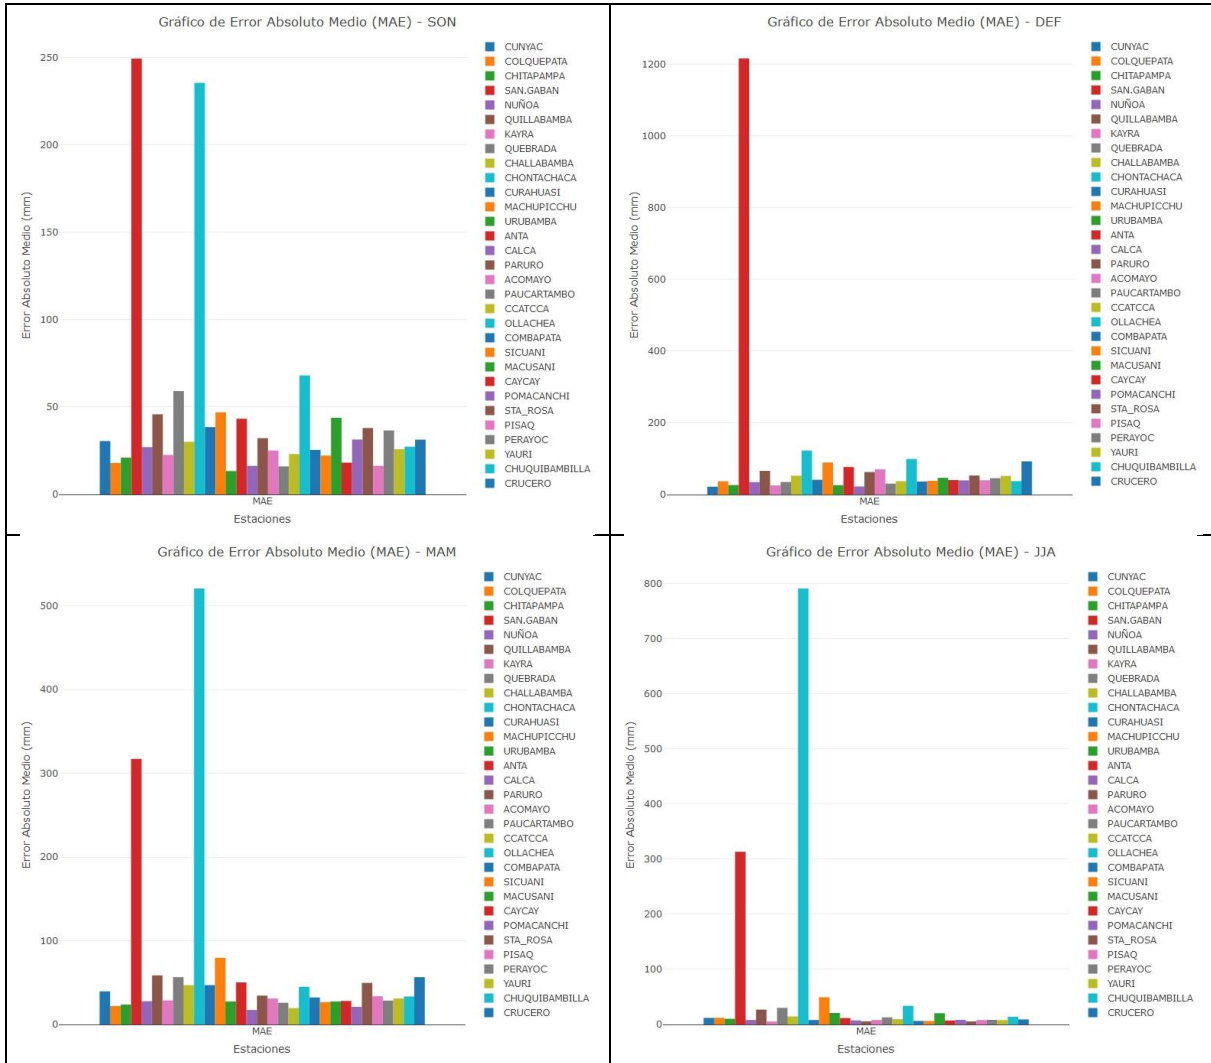 Gráfico de Error Absoluto Medio (MAE) - SON
Error Absoluto Medio (mm)
250
200
150
100
50
0
MAE
Estaciones
CUNYAC
COLQUEPATA
CHITAPAMPA
SAN.GABAN
NUÑOA
QUILLABAMBA
KAYRA
QUEBRADA
CHALLABAMBA
CHONTACHACA
CURAHUASI
MACHUPICCHU
URUBAMBA
ANTA
CALCA
PARURO
ACOMAYO
PAUCARTAMBO
CCATCCA
OLLACHEA
COMBAPATA
SICUANI
MACUSANI
CAYCAY
POMACANCHI
STA_ROSA
PISAQ
PERAYOC
YAURI
CHUQUIBAMBILLA
CRUCERO
Gráfico de Error Absoluto Medio (MAE) - DEF
Error Absoluto Medio (mm)
1200
1000
800
600
400
200
0
MAE
Estaciones
CUNYAC
COLQUEPATA
CHITAPAMPA
SAN.GABAN
NUÑOA
QUILLABAMBA
KAYRA
QUEBRADA
CHALLABAMBA
CHONTACHACA
CURAHUASI
MACHUPICCHU
URUBAMBA
ANTA
CALCA
PARURO
ACOMAYO
PAUCARTAMBO
CCATCCA
OLLACHEA
COMBAPATA
SICUANI
MACUSANI
CAYCAY
POMACANCHI
STA_ROSA
PISAQ
PERAYOC
YAURI
CHUQUIBAMBILLA
CRUCERO
Gráfico de Error Absoluto Medio (MAE) - MAM
Error Absoluto Medio (mm)
500
400
300
200
100
0
MAE
Estaciones
CUNYAC
COLQUEPATA
CHITAPAMPA
SAN.GABAN
NUÑOA
QUILLABAMBA
KAYRA
QUEBRADA
CHALLABAMBA
CHONTACHACA
CURAHUASI
MACHUPICCHU
URUBAMBA
ANTA
CALCA
PARURO
ACOMAYO
PAUCARTAMBO
CCATCCA
OLLACHEA
COMBAPATA
SICUANI
MACUSANI
CAYCAY
POMACANCHI
STA_ROSA
PISAQ
PERAYOC
YAURI
CHUQUIBAMBILLA
CRUCERO
Gráfico de Error Absoluto Medio (MAE) - JJA
Error Absoluto Medio (mm)
800
700
600
500
400
300
200
100
0
MAE
Estaciones
CUNYAC
COLQUEPATA
CHITAPAMPA
SAN.GABAN
NUÑOA
QUILLABAMBA
KAYRA
QUEBRADA
CHALLABAMBA
CHONTACHACA
CURAHUASI
MACHUPICCHU
URUBAMBA
ANTA
CALCA
PARURO
ACOMAYO
PAUCARTAMBO
CCATCCA
OLLACHEA
COMBAPATA
SICUANI
MACUSANI
CAYCAY
POMACANCHI
STA_ROSA
PISAQ
PERAYOC
YAURI
CHUQUIBAMBILLA
CRUCERO